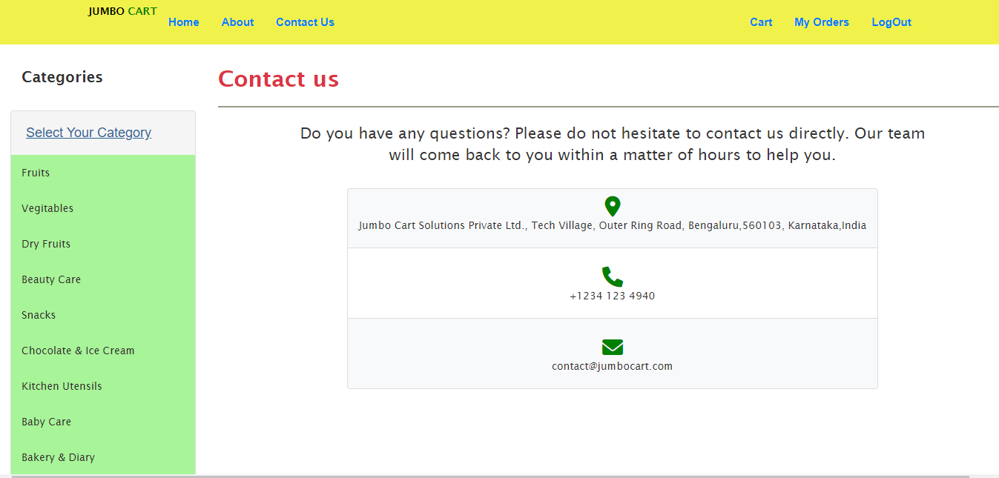 JUMBO CART
Home About Contact Us Cart My Orders LogOut
Categories
Select Your Category
Fruits
Vegitables
Dry Fruits
Beauty Care
Snacks
Chocolate & Ice Cream
Kitchen Utensils
Baby Care
Bakery & Diary
Contact us
Do you have any questions? Please do not hesitate to contact us directly. Our team
will come back to you within a matter of hours to help you.
Jumbo Cart Solutions Private Ltd., Tech Village, Outer Ring Road, Bengaluru,560103, Karnataka,India
+1234 123 4940
contact@jumbocart.com